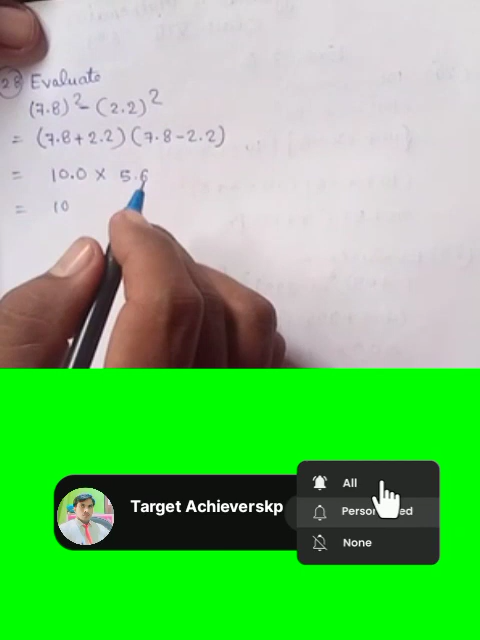 28 Evaluate
(7.8)² - (2.2)²
= (7.8+2.2) (7.8-2.2)
= 10.0 × 5.6
= 10
Target Achieverskp
All
None